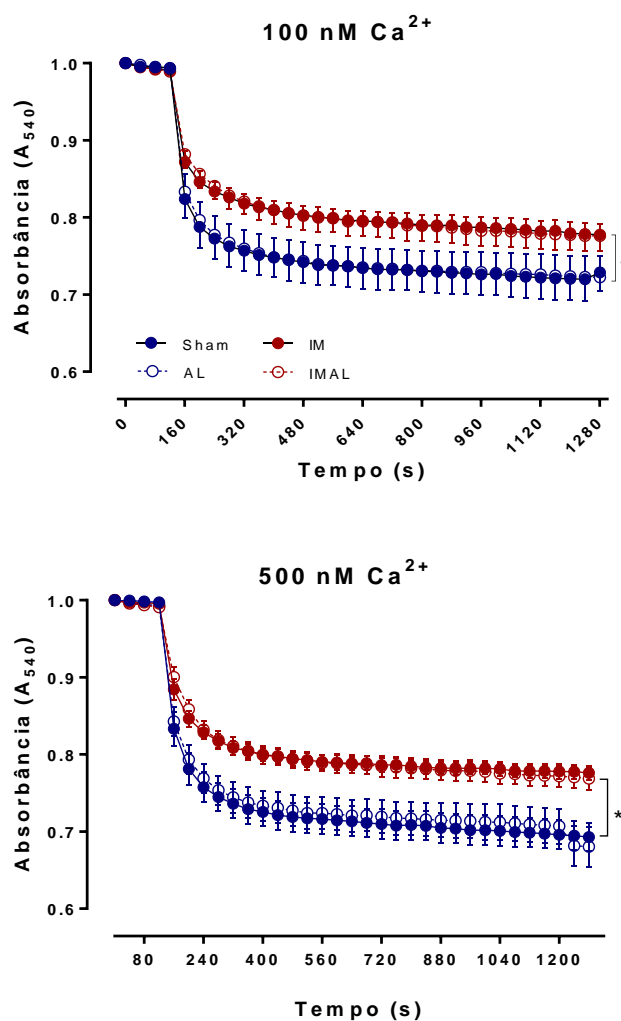 100 nM Ca²⁺
Absorbância (A₅₄₀)
1.0
0.9
0.8
0.7
0.6
Sham
IM
AL
IMAL
0 160 320 480 640 800 960 1120 1280
Tempo (s)
500 nM Ca²⁺
Absorbância (A₅₄₀)
1.0
0.9
0.8
0.7
0.6
*
80 240 400 560 720 880 1040 1200
Tempo (s)